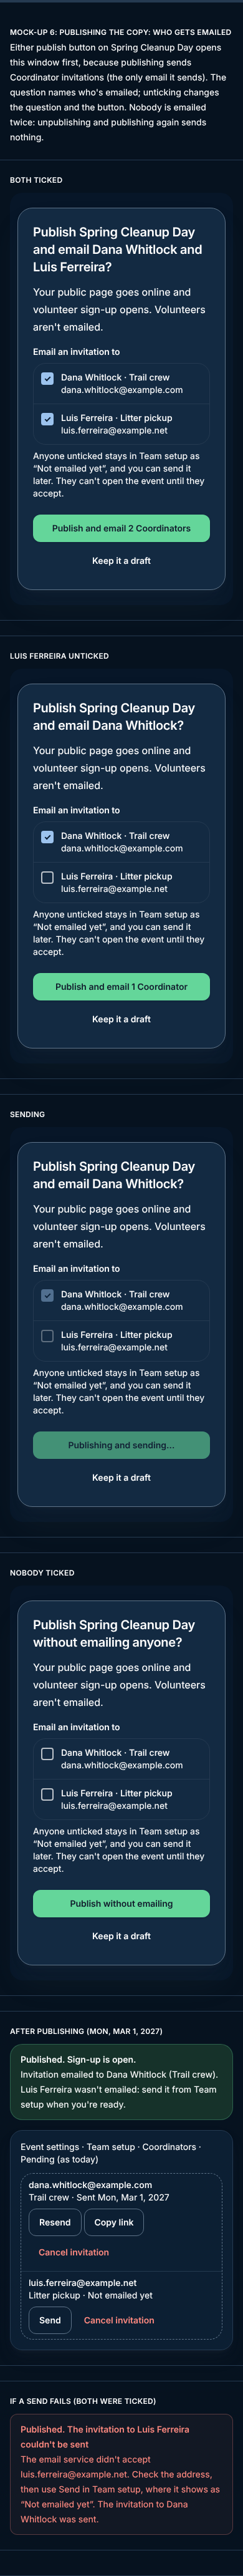 MOCK-UP 6: PUBLISHING THE COPY: WHO GETS EMAILED
Either publish button on Spring Cleanup Day opens
this window first, because publishing sends
Coordinator invitations (the only email it sends). The
question names who's emailed; unticking changes
the question and the button. Nobody is emailed
twice: unpublishing and publishing again sends
nothing.
BOTH TICKED
Publish Spring Cleanup Day
and email Dana Whitlock and
Luis Ferreira?
Your public page goes online and
volunteer sign-up opens. Volunteers
aren't emailed.
Email an invitation to
Dana Whitlock · Trail crew
dana.whitlock@example.com
Luis Ferreira · Litter pickup
luis.ferreira@example.net
Anyone unticked stays in Team setup as
“Not emailed yet”, and you can send it
later. They can't open the event until they
accept.
Publish and email 2 Coordinators
Keep it a draft
LUIS FERREIRA UNTICKED
Publish Spring Cleanup Day
and email Dana Whitlock?
Your public page goes online and
volunteer sign-up opens. Volunteers
aren't emailed.
Email an invitation to
Dana Whitlock · Trail crew
dana.whitlock@example.com
Luis Ferreira · Litter pickup
luis.ferreira@example.net
Anyone unticked stays in Team setup as
“Not emailed yet”, and you can send it
later. They can't open the event until they
accept.
Publish and email 1 Coordinator
Keep it a draft
SENDING
Publish Spring Cleanup Day
and email Dana Whitlock?
Your public page goes online and
volunteer sign-up opens. Volunteers
aren't emailed.
Email an invitation to
Dana Whitlock · Trail crew
dana.whitlock@example.com
Luis Ferreira · Litter pickup
luis.ferreira@example.net
Anyone unticked stays in Team setup as
“Not emailed yet”, and you can send it
later. They can't open the event until they
accept.
Publishing and sending…
Keep it a draft
NOBODY TICKED
Publish Spring Cleanup Day
without emailing anyone?
Your public page goes online and
volunteer sign-up opens. Volunteers
aren't emailed.
Email an invitation to
Dana Whitlock · Trail crew
dana.whitlock@example.com
Luis Ferreira · Litter pickup
luis.ferreira@example.net
Anyone unticked stays in Team setup as
“Not emailed yet”, and you can send it
later. They can't open the event until they
accept.
Publish without emailing
Keep it a draft
AFTER PUBLISHING (MON, MAR 1, 2027)
Published. Sign-up is open.
Invitation emailed to Dana Whitlock (Trail crew).
Luis Ferreira wasn't emailed: send it from Team
setup when you're ready.
Event settings · Team setup · Coordinators ·
Pending (as today)
dana.whitlock@example.com
Trail crew · Sent Mon, Mar 1, 2027
Resend
Copy link
Cancel invitation
luis.ferreira@example.net
Litter pickup · Not emailed yet
Send
Cancel invitation
IF A SEND FAILS (BOTH WERE TICKED)
Published. The invitation to Luis Ferreira
couldn't be sent
The email service didn't accept
luis.ferreira@example.net. Check the address,
then use Send in Team setup, where it shows as
“Not emailed yet”. The invitation to Dana
Whitlock was sent.